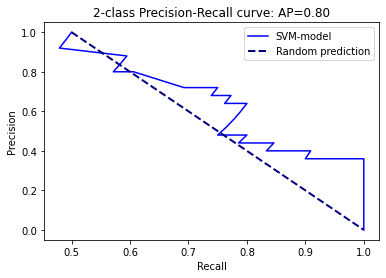 2-class Precision-Recall curve: AP=0.80
SVM-model
Random prediction
Precision
1.0
0.8
0.6
0.4
0.2
0.0
0.5
0.6
0.7
0.8
0.9
1.0
Recall